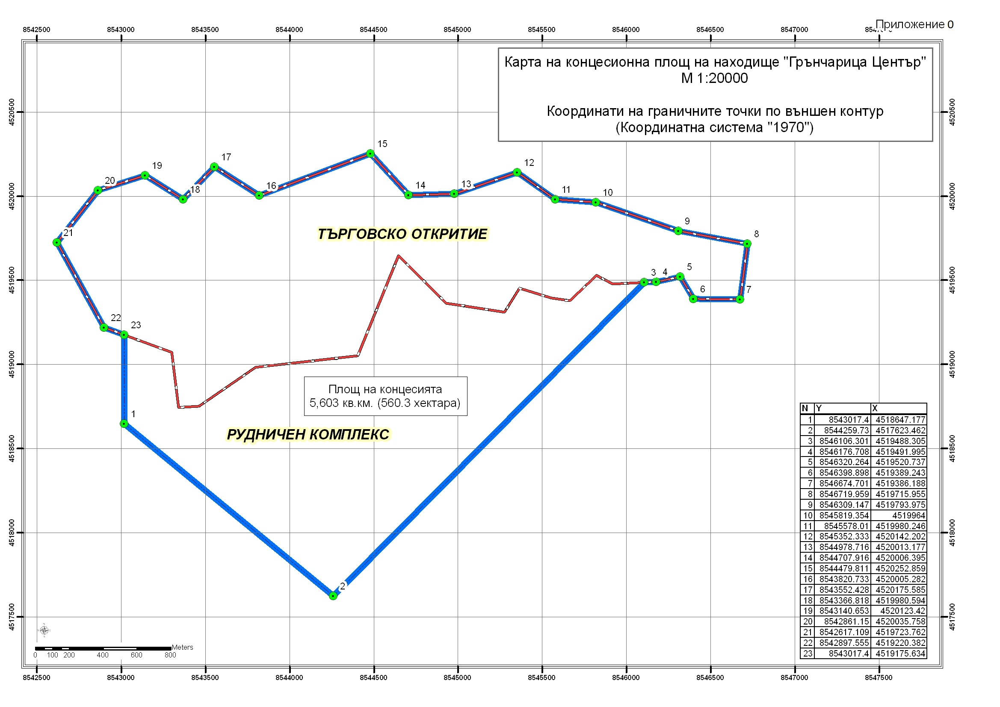 Приложение 0
8542500 8543000 8543500 8544000 8544500 8545000 8545500 8546000 8546500 8547000
Карта на концесионна площ на находище "Грънчарица Център"
М 1:20000
Координати на граничните точки по външен контур
(Координатна система "1970")
4520500 4520500
15
17
12
19
20
16
13
14
18
11
10
4520000 4520000
9
ТЪРГОВСКО ОТКРИТИЕ
21
8
5
3
4
4519500 4519500
6
7
22
23
4519000 4519000
Площ на концесията
5,603 кв.км. (560.3 хектара)
1
РУДНИЧЕН КОМПЛЕКС
4518500 4518500
4518000 4518000
2
4517500 4517500
N Y X
1 8543017.4 4518647.177
2 8544259.73 4517623.462
3 8546106.301 4519488.305
4 8546176.708 4519491.995
5 8546320.264 4519520.737
6 8546398.898 4519389.243
7 8546674.701 4519386.188
8 8546719.959 4519715.955
9 8546309.147 4519793.975
10 8545819.354 4519964
11 8545578.01 4519980.246
12 8545352.333 4520142.202
13 8544978.716 4520013.177
14 8544707.916 4520006.395
15 8544479.811 4520252.859
16 8543820.733 4520005.282
17 8543552.428 4520175.585
18 8543366.818 4519980.594
19 8543140.653 4520123.42
20 8542861.15 4520035.758
21 8542617.109 4519723.762
22 8542897.555 4519220.382
23 8543017.4 4519175.634
Meters
0 100 200 400 600 800
8542500 8543000 8543500 8544000 8544500 8545000 8545500 8546000 8546500 8547000 8547500